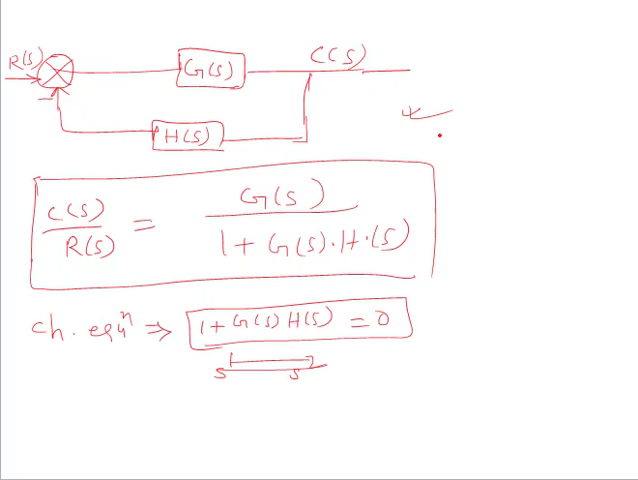 R(s) G(s) C(s)
-
H(s)
C(s) / R(s) = G(s) / 1 + G(s) · H · (s)
ch. eqn ⇒ 1 + G(s) H(s) = 0
s s